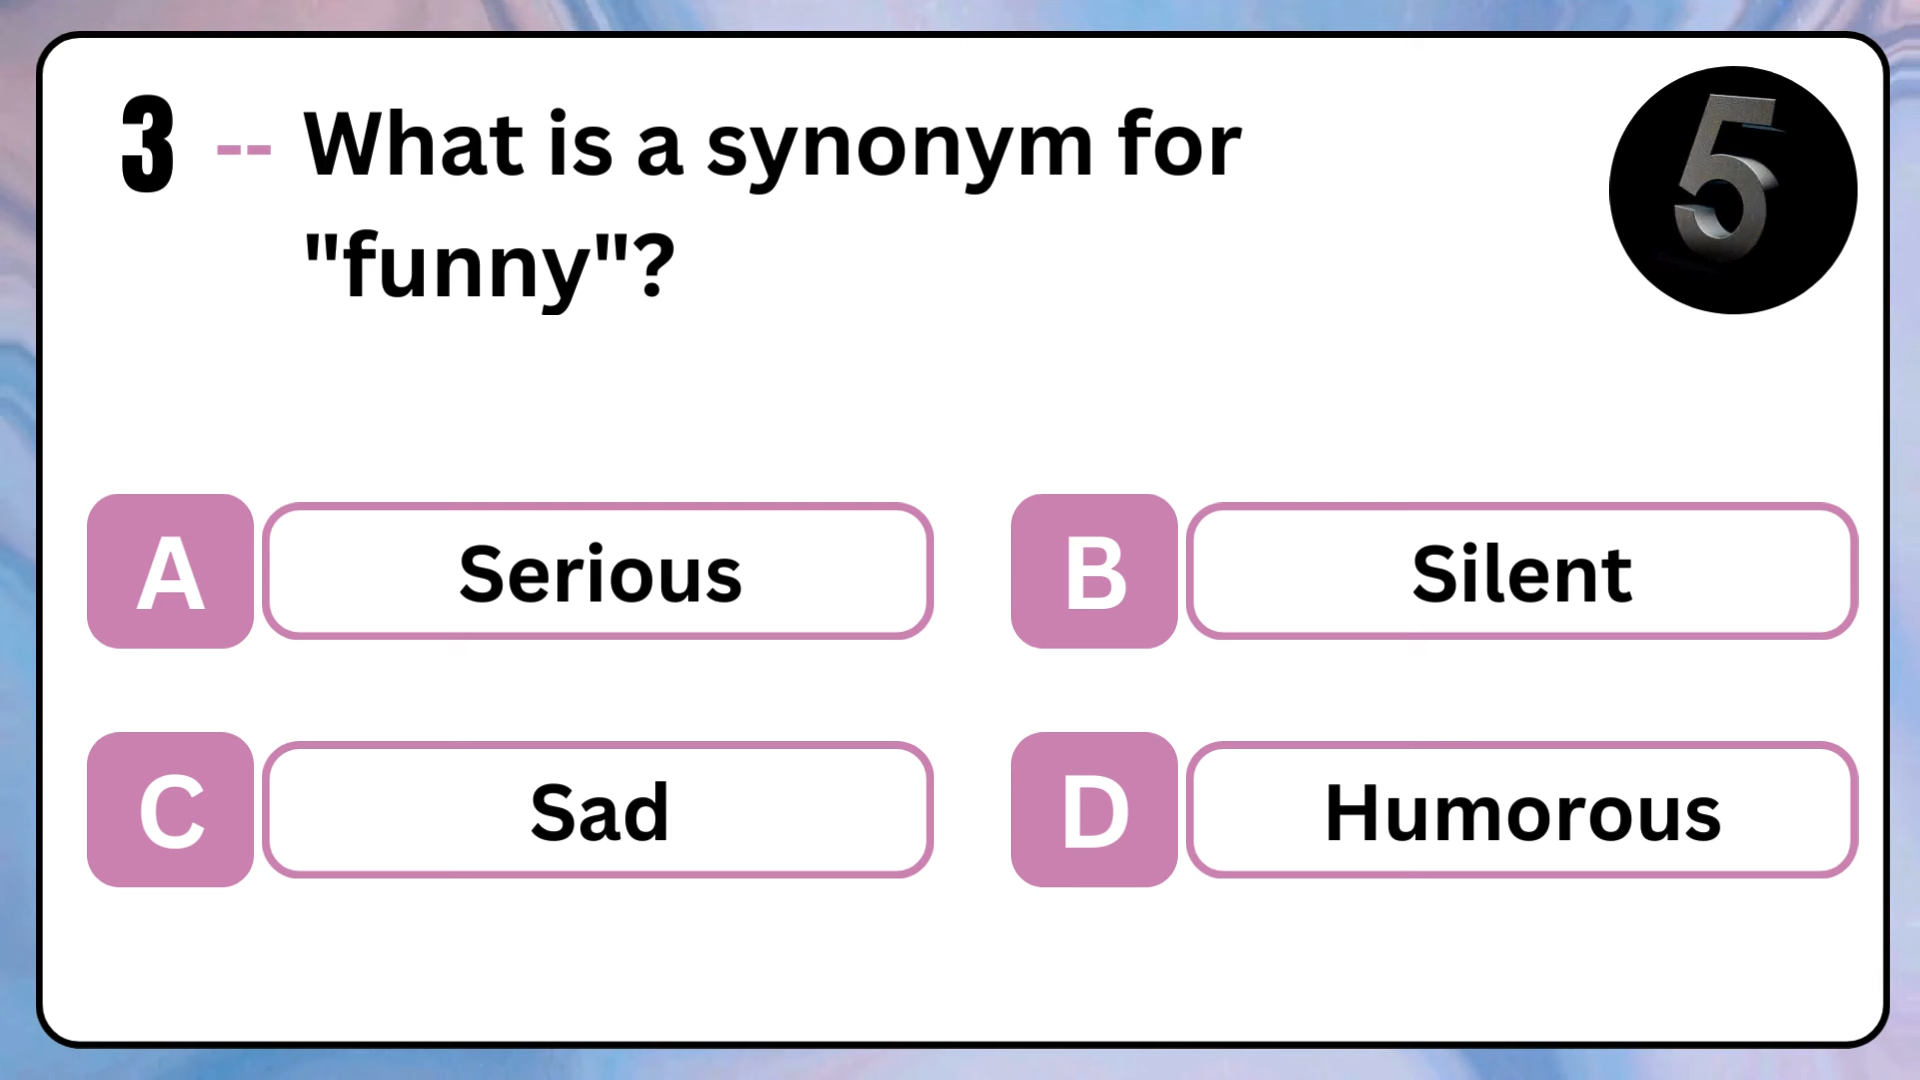 3 -- What is a synonym for
"funny"?
5
A Serious
B Silent
C Sad
D Humorous